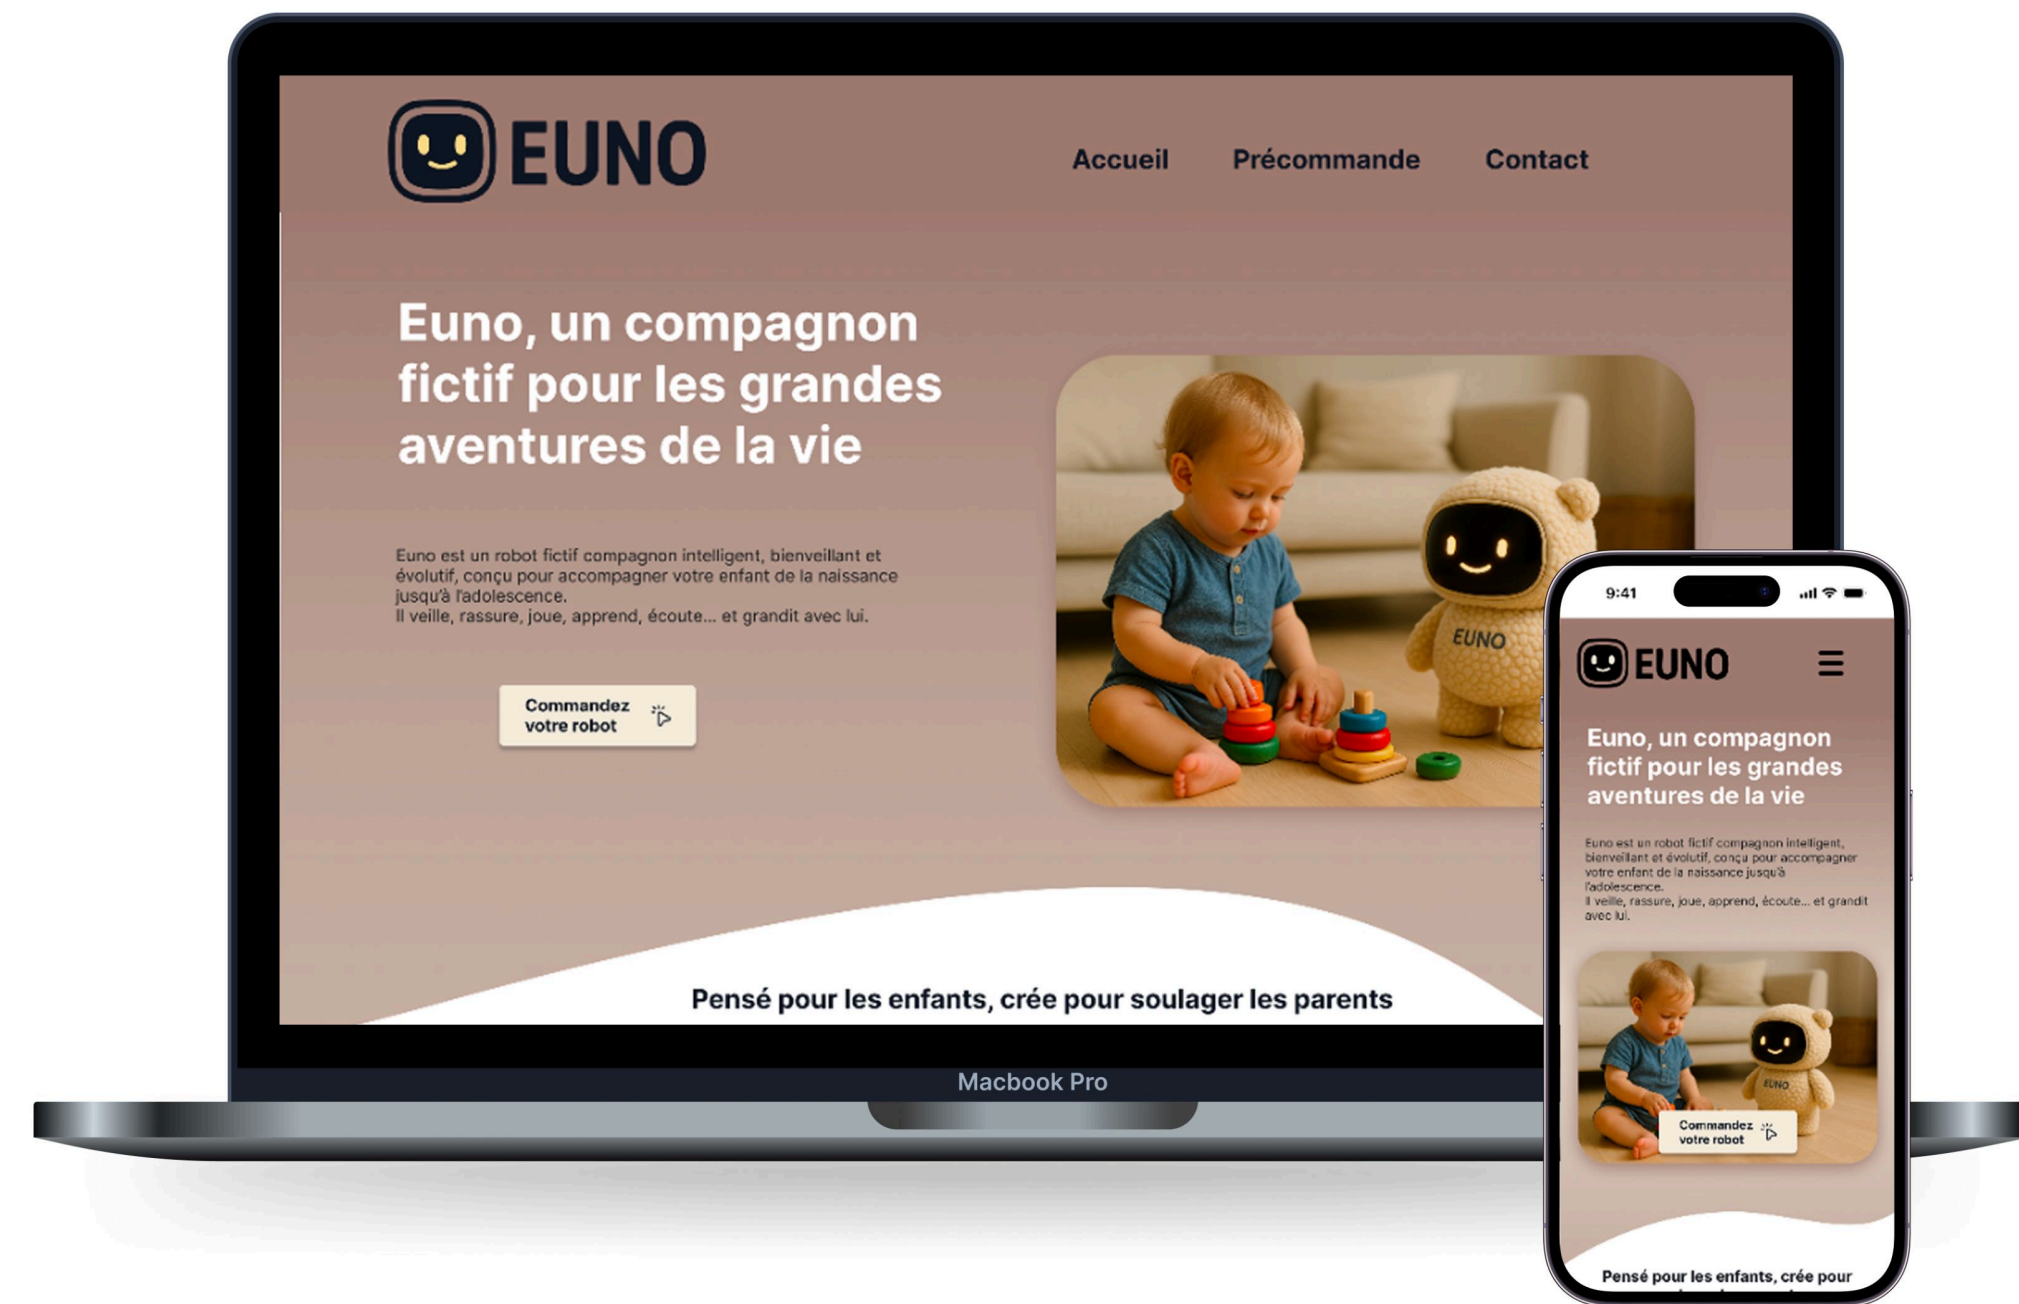 EUNO
Accueil Précommande Contact
Euno, un compagnon
fictif pour les grandes
aventures de la vie
Euno est un robot fictif compagnon intelligent, bienveillant et
évolutif, conçu pour accompagner votre enfant de la naissance
jusqu'à l'adolescence.
Il veille, rassure, joue, apprend, écoute... et grandit avec lui.
Commandez
votre robot
EUNO
Pensé pour les enfants, crée pour soulager les parents
Macbook Pro
9:41
EUNO
Euno, un compagnon
fictif pour les grandes
aventures de la vie
Euno est un robot fictif compagnon intelligent,
bienveillant et évolutif, conçu pour accompagner
votre enfant de la naissance jusqu'à
l'adolescence.
Il veille, rassure, joue, apprend, écoute... et grandit
avec lui.
EUNO
Commandez
votre robot
Pensé pour les enfants, crée pour